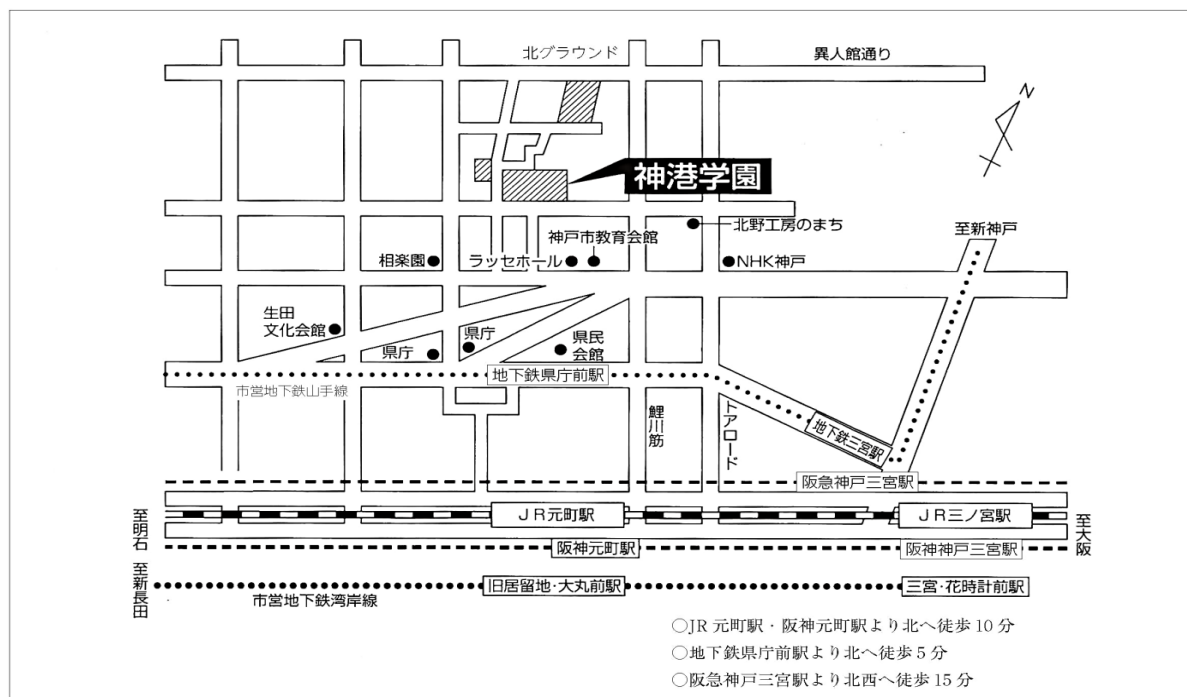 北グラウンド
異人館通り
N
神港学園
北野工房のまち
至新神戸
神戸市教育会館
相楽園
ラッセホール
NHK神戸
生田
文化会館
県庁
県庁
県民
会館
地下鉄県庁前駅
市営地下鉄山手線
鯉川筋
トアロード
地下鉄三宮駅
阪急神戸三宮駅
至明石
JR元町駅
JR三ノ宮駅
至大阪
阪神元町駅
阪神神戸三宮駅
至新長田
市営地下鉄湾岸線
旧居留地・大丸前駅
三宮・花時計前駅
○JR元町駅・阪神元町駅より北へ徒歩10分
○地下鉄県庁前駅より北へ徒歩5分
○阪急神戸三宮駅より北西へ徒歩15分